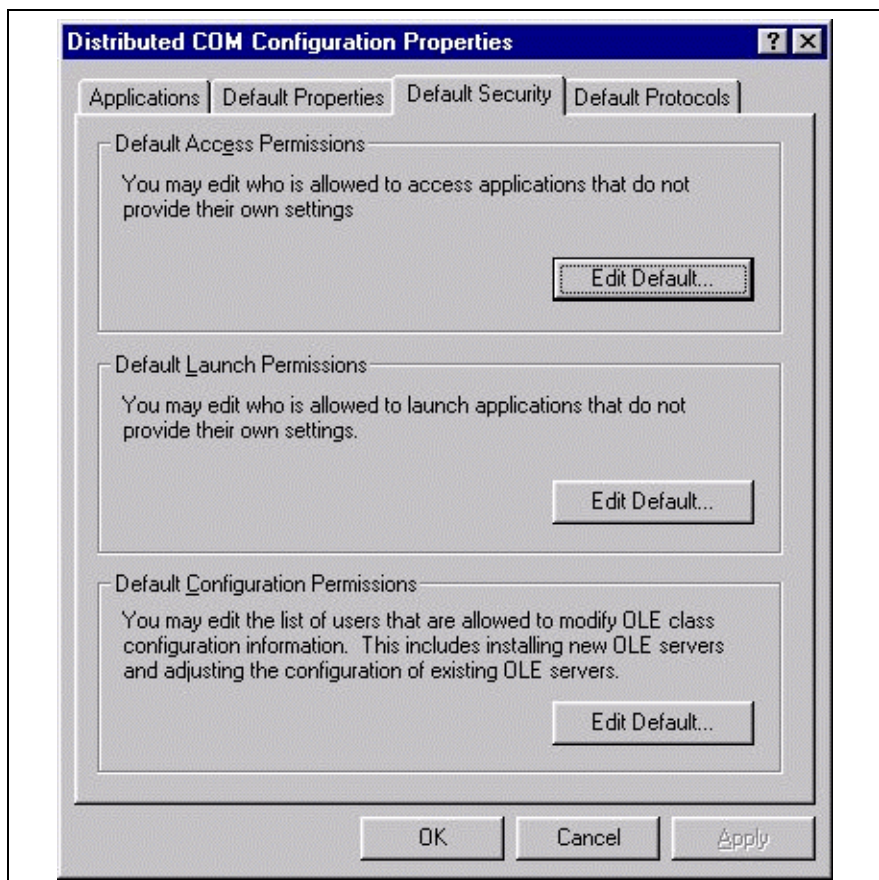 Distributed COM Configuration Properties
Applications Default Properties Default Security Default Protocols
Default Access Permissions
You may edit who is allowed to access applications that do not
provide their own settings
Edit Default...
Default Launch Permissions
You may edit who is allowed to launch applications that do not
provide their own settings.
Edit Default...
Default Configuration Permissions
You may edit the list of users that are allowed to modify OLE class
configuration information. This includes installing new OLE servers
and adjusting the configuration of existing OLE servers.
Edit Default...
OK Cancel Apply